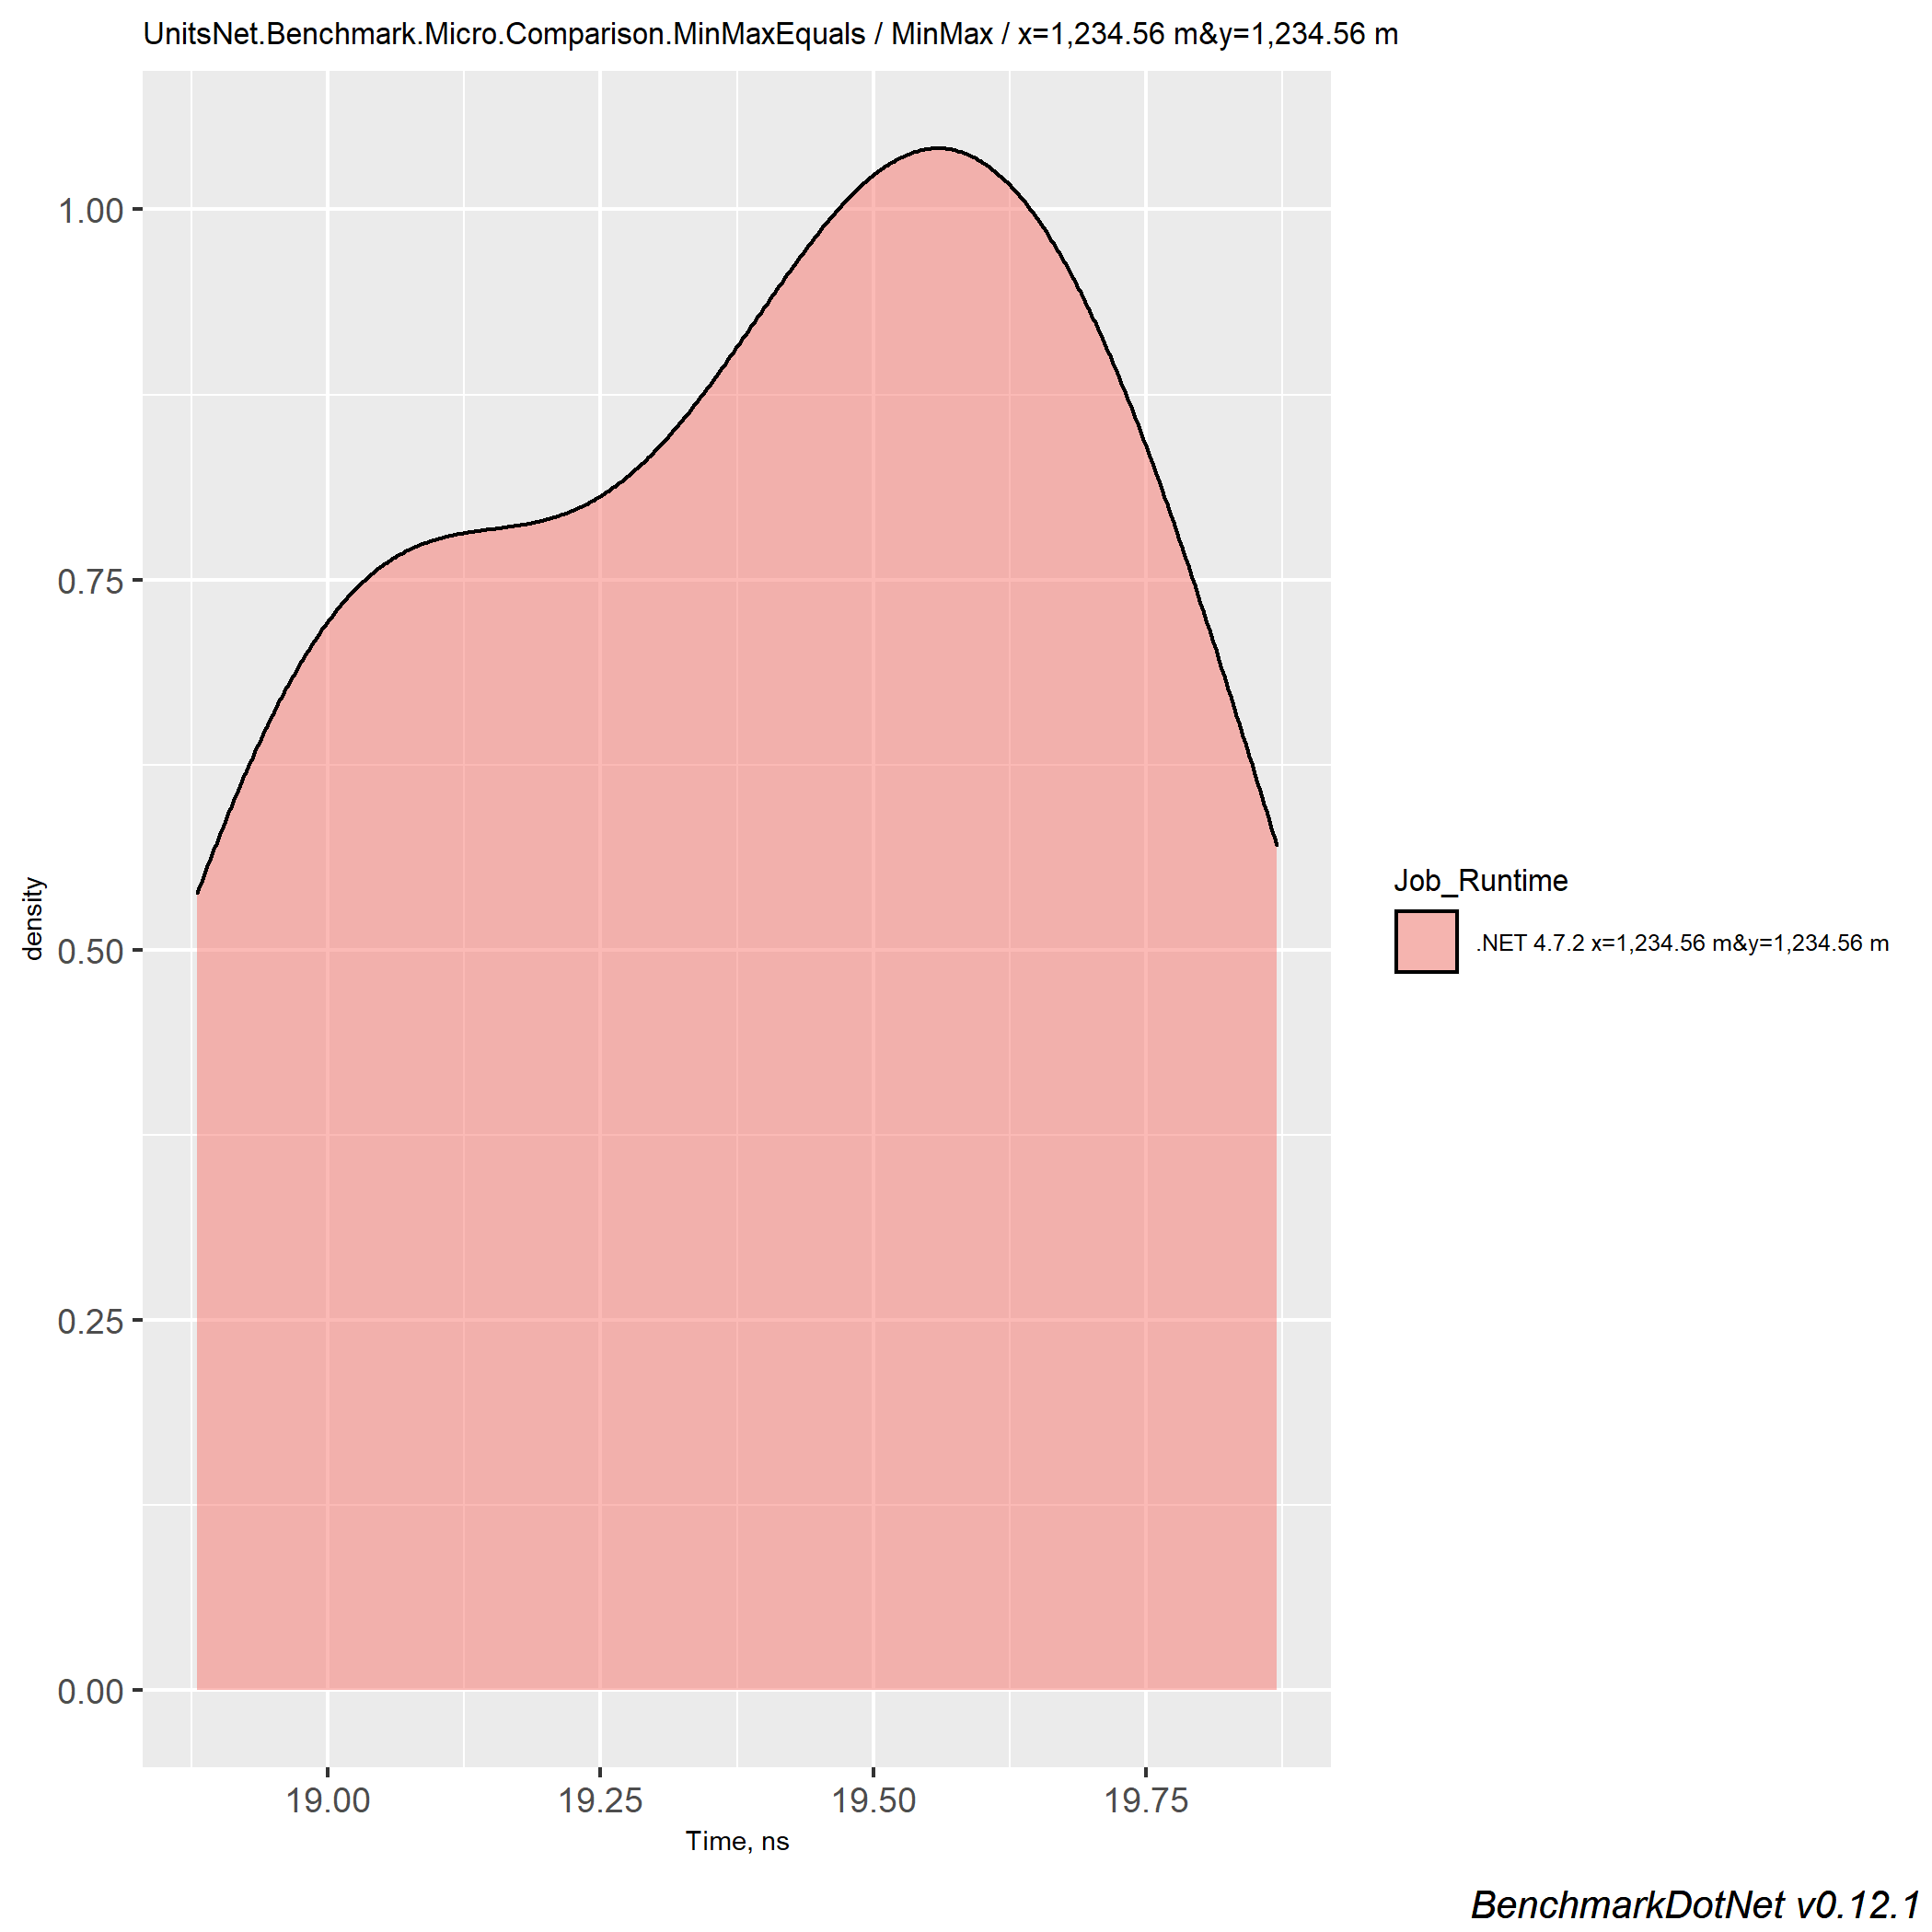 UnitsNet.Benchmark.Micro.Comparison.MinMaxEquals / MinMax / x=1,234.56 m&y=1,234.56 m
1.00
0.75
0.50
0.25
0.00
density
19.00 19.25 19.50 19.75
Time, ns
Job_Runtime
.NET 4.7.2 x=1,234.56 m&y=1,234.56 m
BenchmarkDotNet v0.12.1